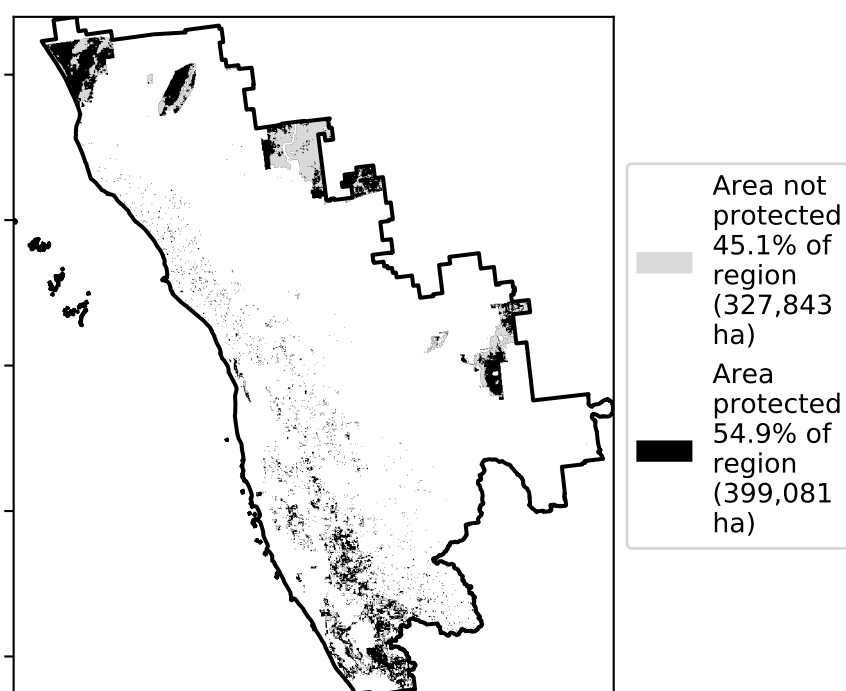 Area not
protected
45.1% of
region
(327,843
ha)
Area
protected
54.9% of
region
(399,081
ha)